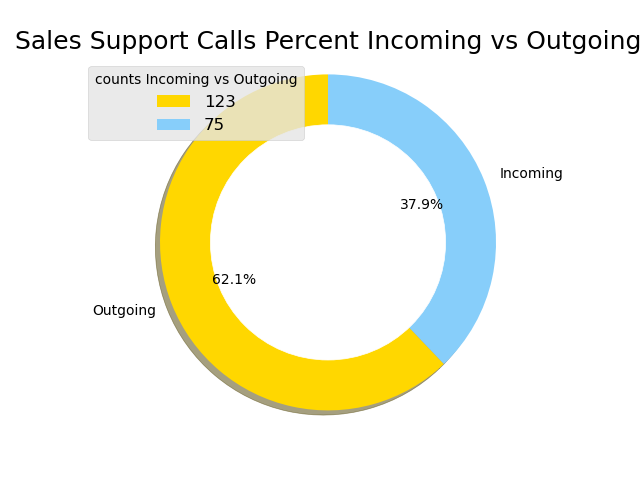 Sales Support Calls Percent Incoming vs Outgoing
counts Incoming vs Outgoing
123
75
Incoming
37.9%
62.1%
Outgoing